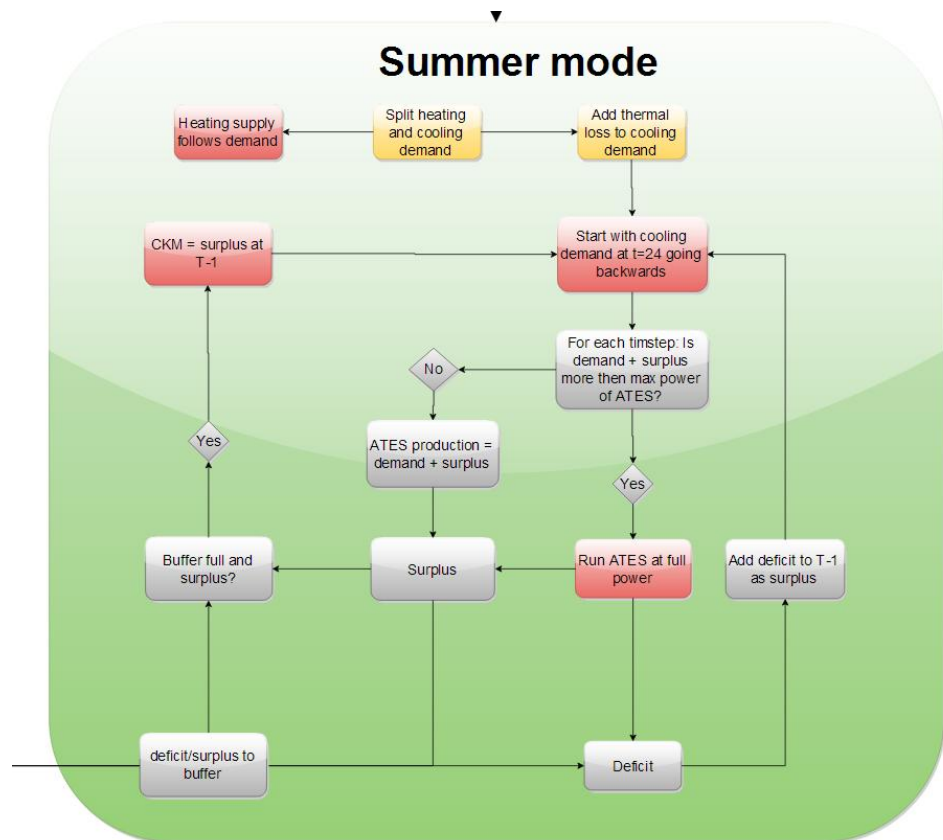 Summer mode
Heating supply
follows demand
Split heating
and cooling
demand
Add thermal
loss to cooling
demand
CKM = surplus at
T-1
Start with cooling
demand at t=24 going
backwards
For each timstep: Is
demand + surplus
more then max power
of ATES?
No
Yes
ATES production =
demand + surplus
Yes
Buffer full and
surplus?
Surplus
Run ATES at full
power
Add deficit to T-1
as surplus
deficit/surplus to
buffer
Deficit